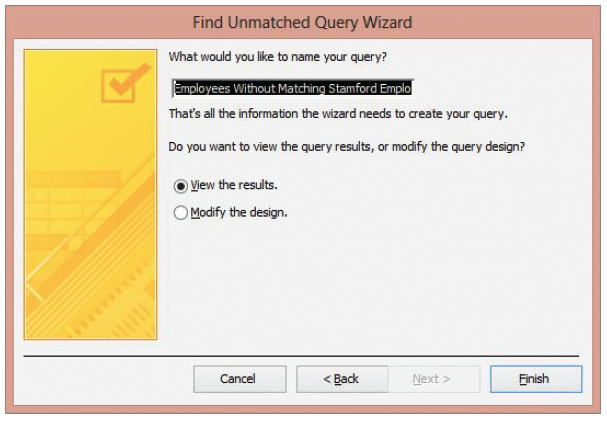 Find Unmatched Query Wizard
What would you like to name your query?
Employees Without Matching Stamford Emplo
That's all the information the wizard needs to create your query.
Do you want to view the query results, or modify the query design?
View the results.
Modify the design.
Cancel < Back Next > Finish